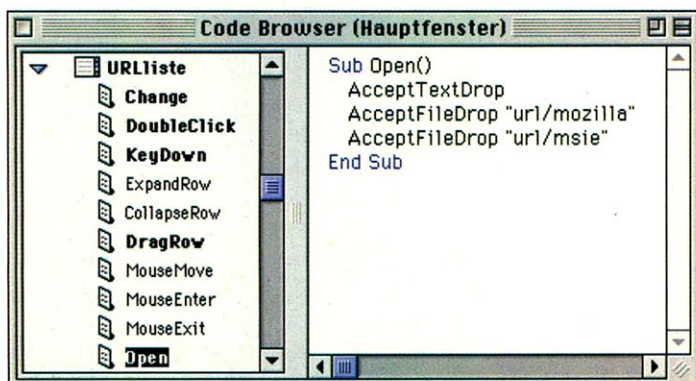 Code Browser (Hauptfenster)
URLliste
Change
DoubleClick
KeyDown
ExpandRow
CollapseRow
DragRow
MouseMove
MouseEnter
MouseExit
Open
Sub Open()
AcceptTextDrop
AcceptFileDrop "url/mozilla"
AcceptFileDrop "url/msie"
End Sub